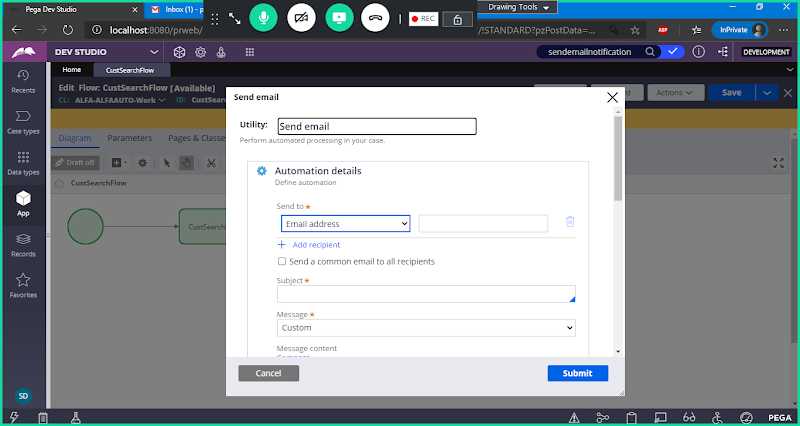 Pega Dev Studio
Inbox (1) - p
REC
Drawing Tools
localhost:8080/prweb/
/!STANDARD?pzPostData=...
ABP
InPrivate
DEV STUDIO
sendemailnotification
DEVELOPMENT
Recents
Case types
Data types
App
Records
Favorites
SD
Home
CustSearchFlow
Edit Flow: CustSearchFlow [Available]
CL: ALFA-ALFAAUTO-Work
ID: CustSearc
Actions
Save
Diagram
Parameters
Pages & Classe
Draft off
CustSearchFlow
CustSearch
Send email
Utility:
Send email
Perform automated processing in your case.
Automation details
Define automation
Send to ★
Email address
Add recipient
Send a common email to all recipients
Subject ★
Message ★
Custom
Message content
Cancel
Submit
PEGA